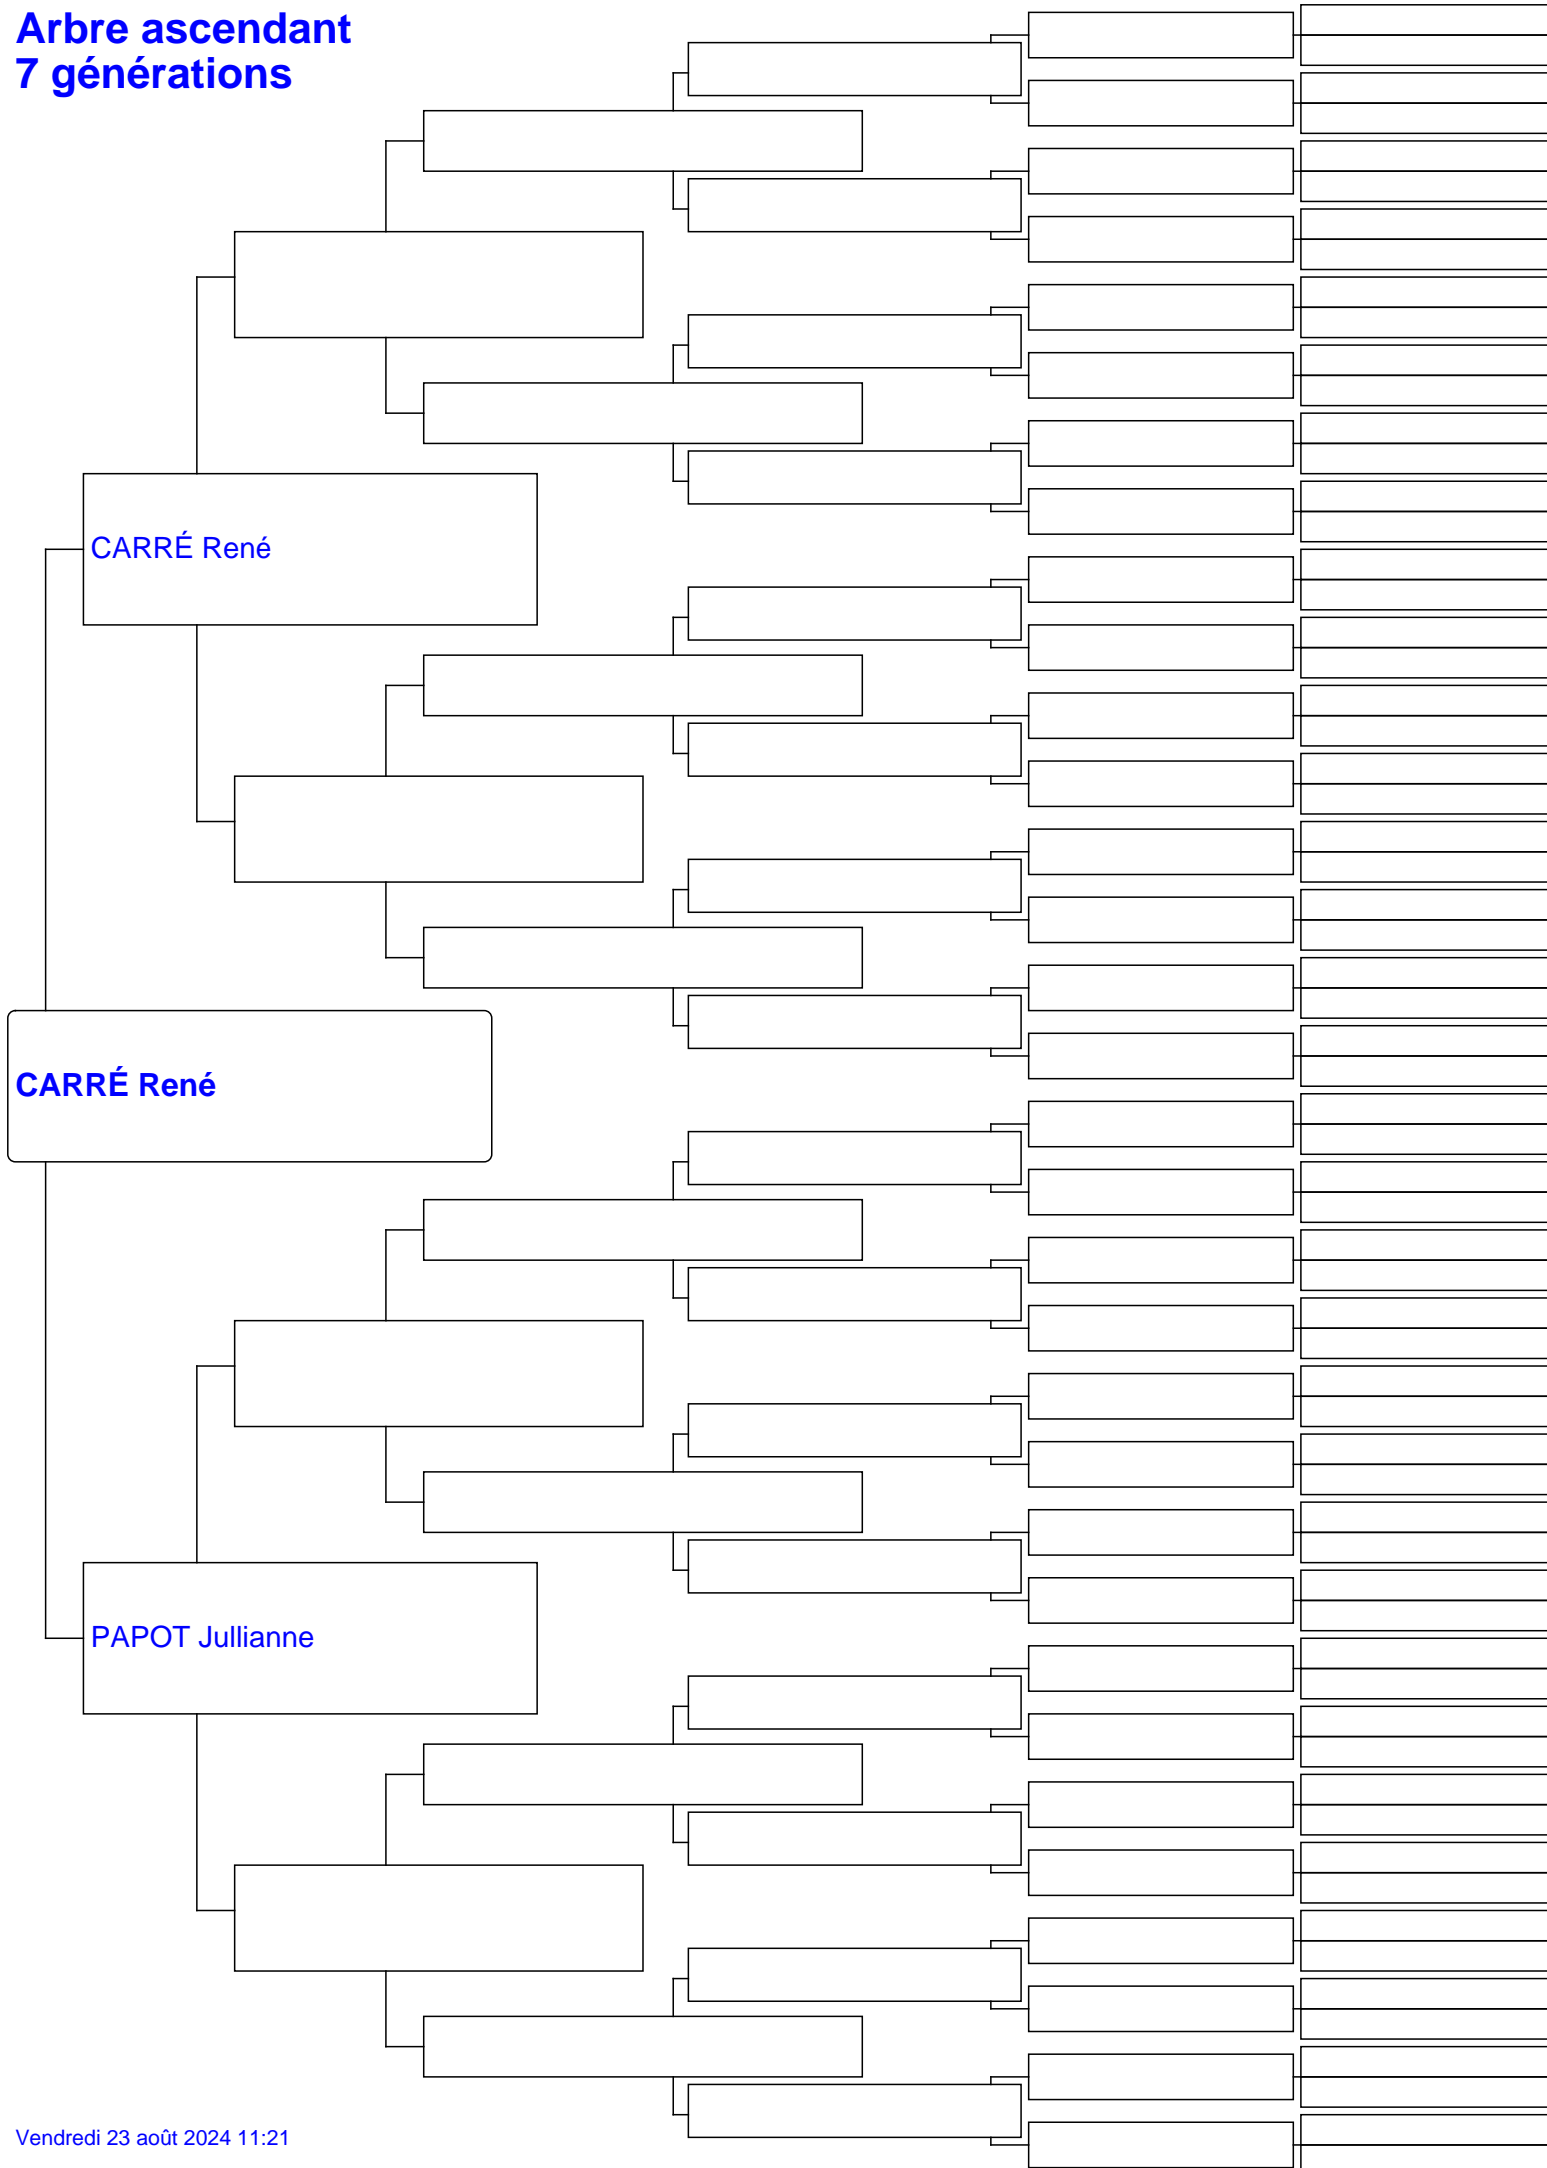 Arbre ascendant
7 générations
CARRÉ René
CARRÉ René
PAPOT Jullianne
Vendredi 23 août 2024 11:21